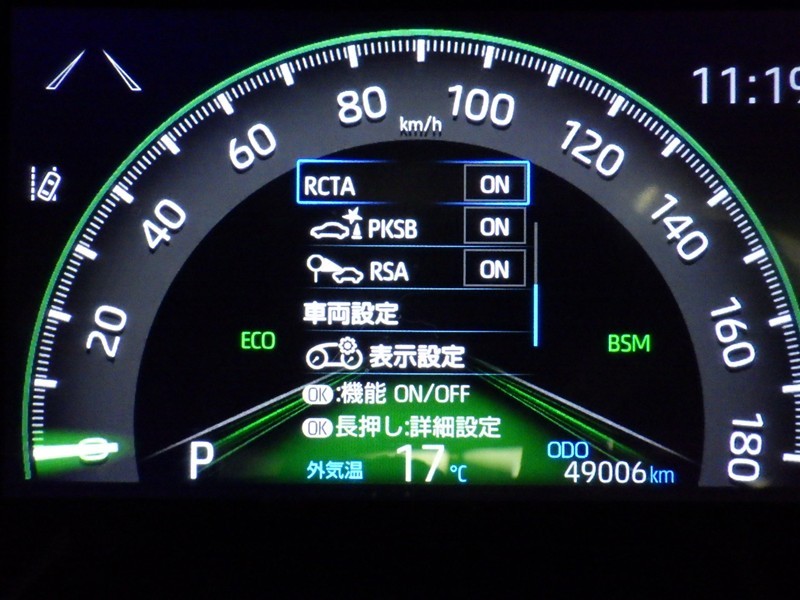 11:19
80
100
km/h
60
120
RCTA ON
40
PKSB ON
140
RSA ON
20
車両設定
160
ECO
BSM
表示設定
OK:機能 ON/OFF
OK長押し:詳細設定
0
180
P
外気温 17℃
ODO
49006km